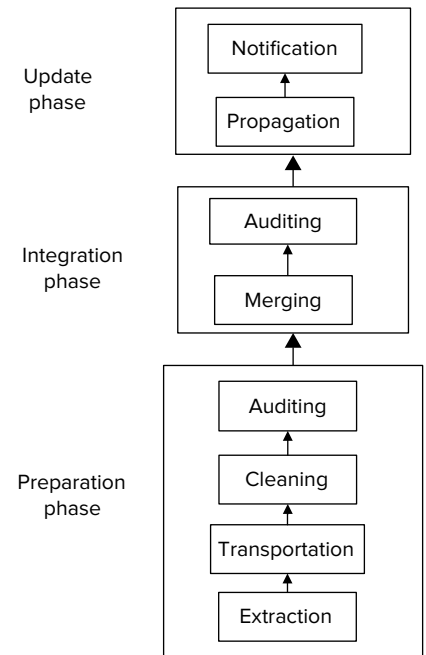 Update
phase
Notification
Propagation
Integration
phase
Auditing
Merging
Preparation
phase
Auditing
Cleaning
Transportation
Extraction